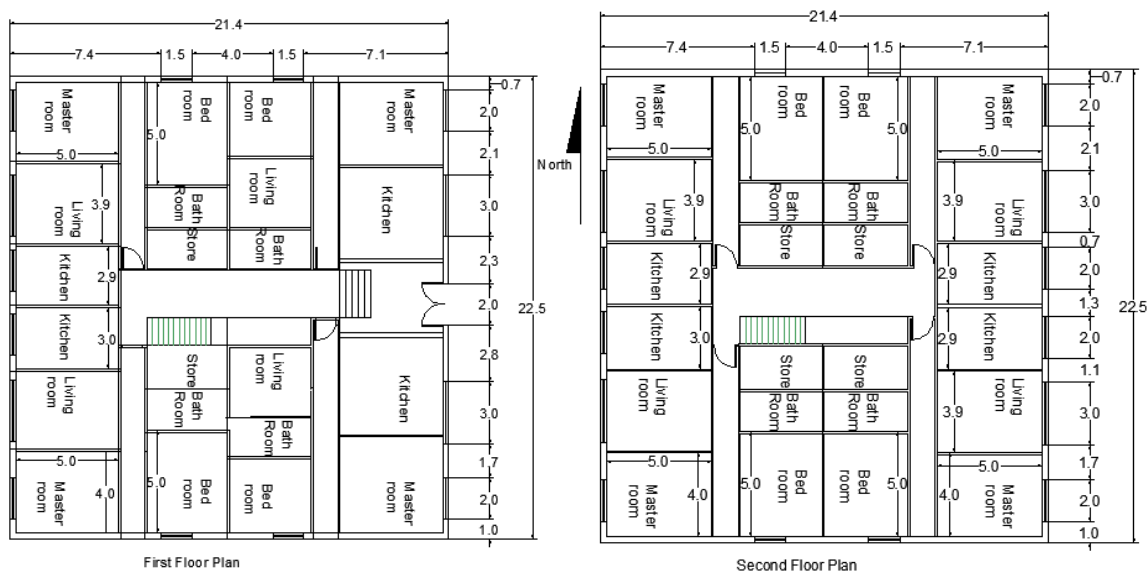 21.4
7.4
1.5
4.0
1.5
7.1
Master
room
5.0
5.0
Bed
room
Bed
room
Master
room
Living
room
3.9
Bath
Room
Living
room
Kitchen
Store
Bath
Room
Kitchen
2.9
Kitchen
3.0
Living
room
Store
Living
room
Kitchen
Bath
Room
Bath
Room
5.0
Master
room
4.0
5.0
Bed
room
Bed
room
Master
room
0.7
2.0
2.1
3.0
2.3
2.0
2.8
3.0
1.7
2.0
1.0
22.5
First Floor Plan
North
21.4
7.4
1.5
4.0
1.5
7.1
Master
room
5.0
5.0
Bed
room
Bed
room
5.0
Master
room
5.0
Living
room
3.9
Bath
Room
Bath
Room
3.9
Living
room
Store
Store
Kitchen
2.9
2.9
Kitchen
Kitchen
3.0
2.9
Kitchen
Living
room
Store
Store
3.9
Living
room
Bath
Room
Bath
Room
5.0
Master
room
4.0
5.0
Bed
room
Bed
room
5.0
5.0
4.0
Master
room
0.7
2.0
2.1
3.0
0.7
2.0
1.3
2.0
1.1
3.0
1.7
2.0
1.0
22.5
Second Floor Plan